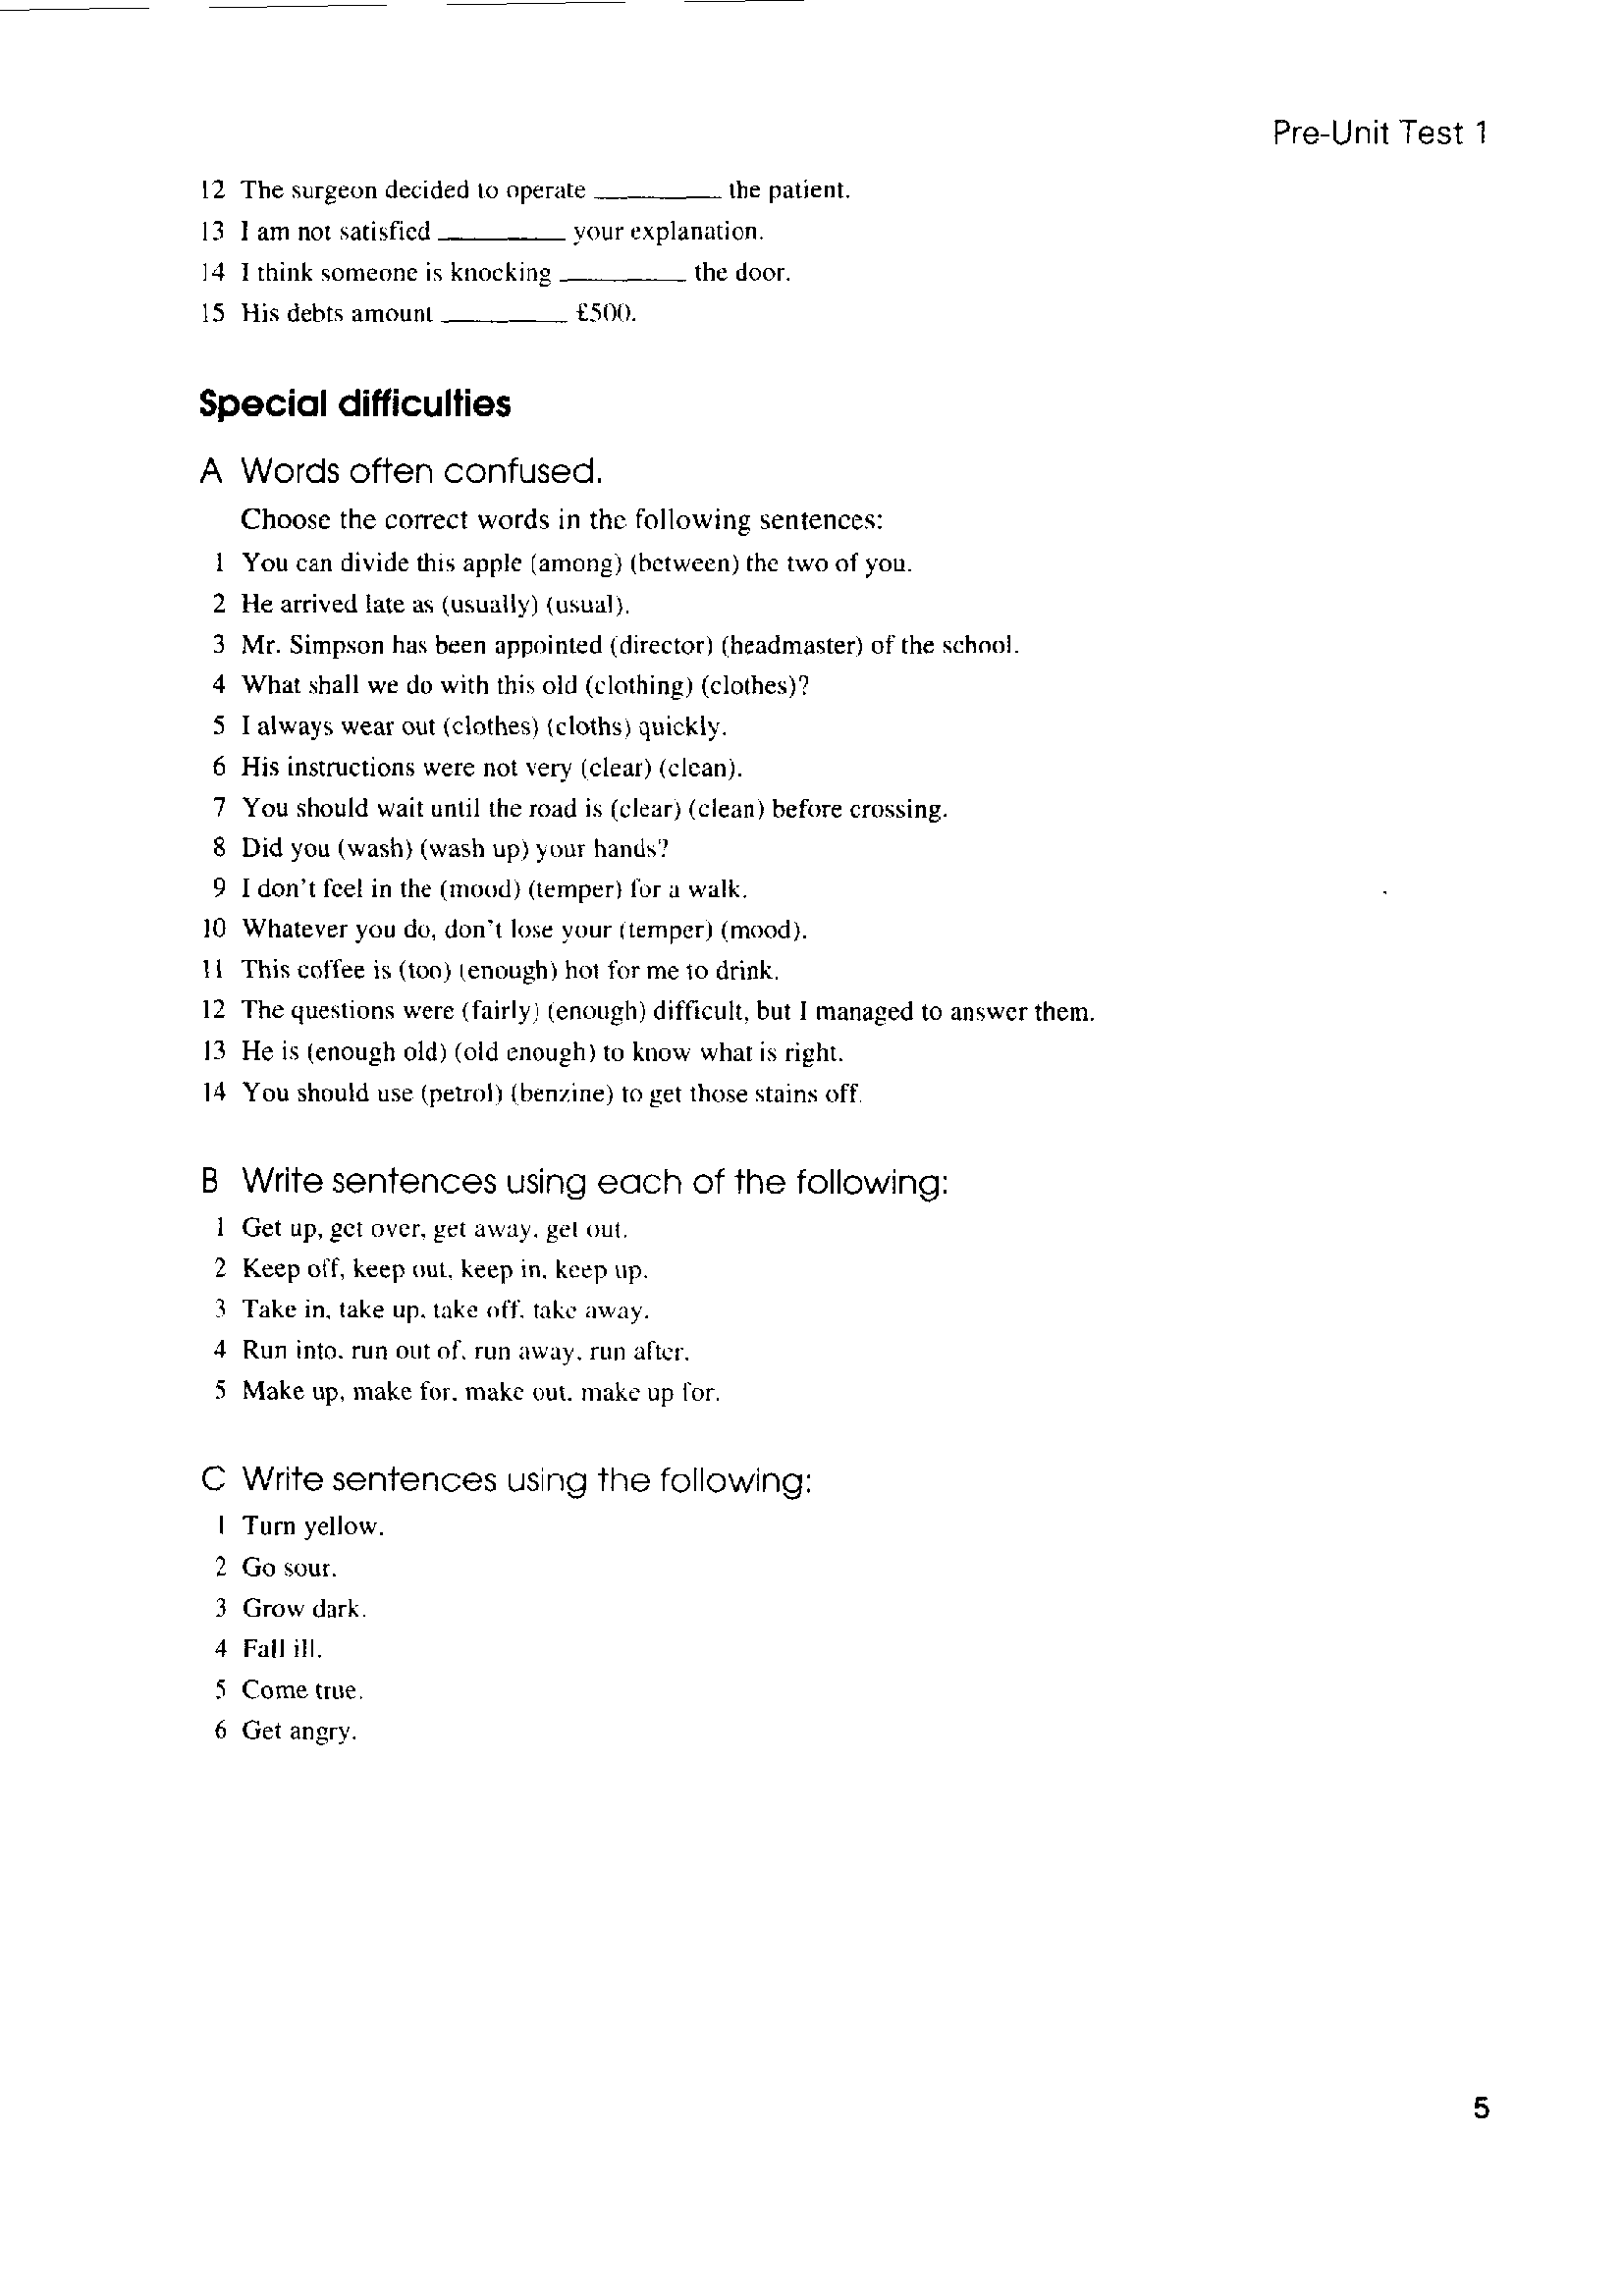 Pre-Unit Test 1
12 The surgeon decided to operate ________ the patient.
13 I am not satisfied ________ your explanation.
14 I think someone is knocking ________ the door.
15 His debts amount ________ £500.
Special difficulties
A Words often confused.
Choose the correct words in the following sentences:
1 You can divide this apple (among) (between) the two of you.
2 He arrived late as (usually) (usual).
3 Mr. Simpson has been appointed (director) (headmaster) of the school.
4 What shall we do with this old (clothing) (clothes)?
5 I always wear out (clothes) (cloths) quickly.
6 His instructions were not very (clear) (clean).
7 You should wait until the road is (clear) (clean) before crossing.
8 Did you (wash) (wash up) your hands?
9 I don't feel in the (mood) (temper) for a walk.
10 Whatever you do, don't lose your (temper) (mood).
11 This coffee is (too) (enough) hot for me to drink.
12 The questions were (fairly) (enough) difficult, but I managed to answer them.
13 He is (enough old) (old enough) to know what is right.
14 You should use (petrol) (benzine) to get those stains off.
B Write sentences using each of the following:
1 Get up, get over, get away, get out.
2 Keep off, keep out, keep in, keep up.
3 Take in, take up, take off, take away.
4 Run into, run out of, run away, run after.
5 Make up, make for, make out, make up for.
C Write sentences using the following:
1 Turn yellow.
2 Go sour.
3 Grow dark.
4 Fall ill.
5 Come true.
6 Get angry.
5